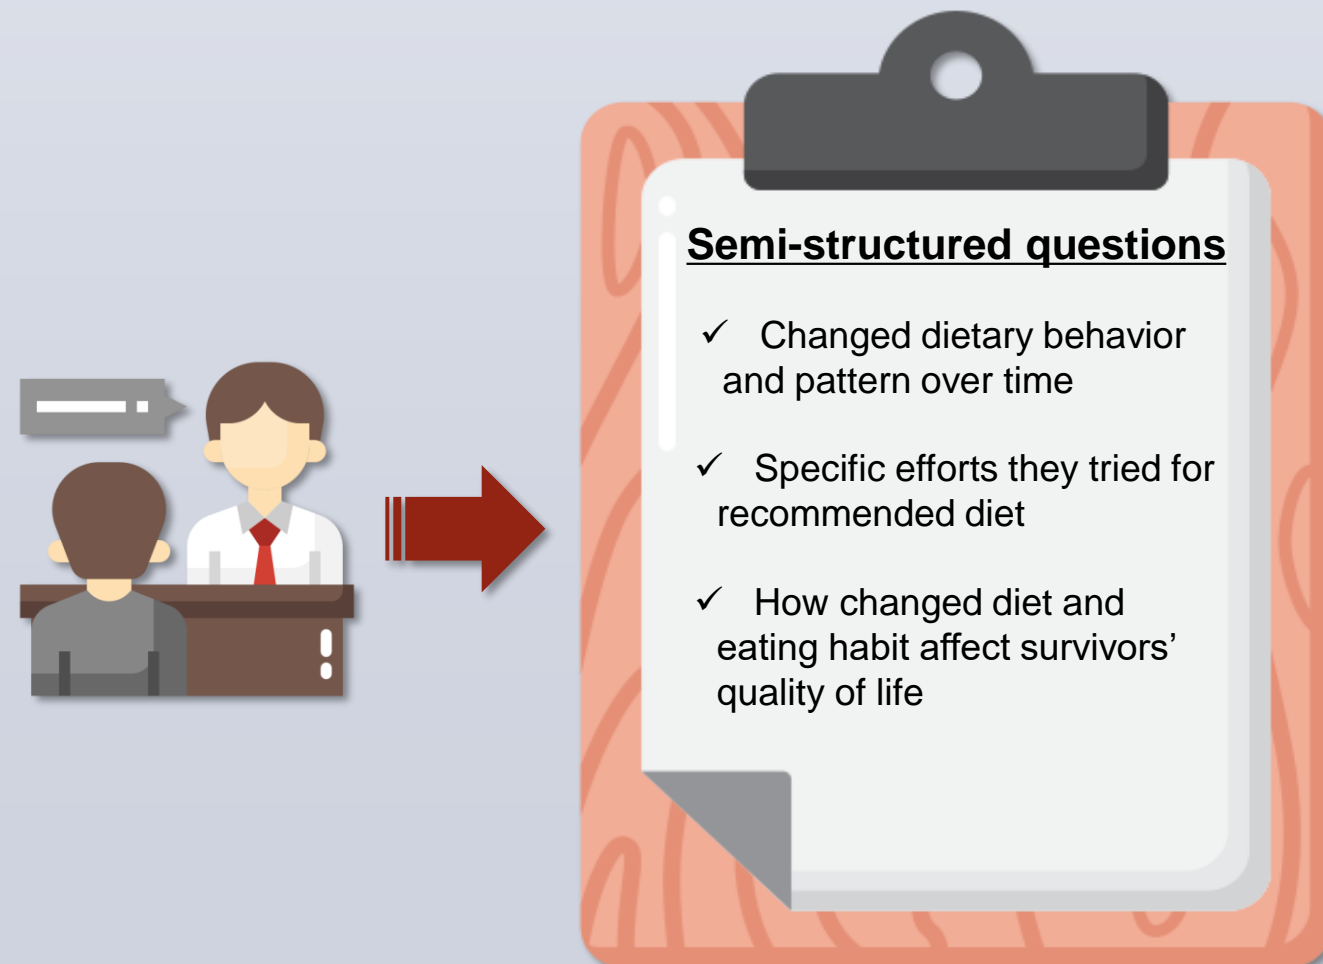 Semi-structured questions
✓ Changed dietary behavior
and pattern over time
✓ Specific efforts they tried for
recommended diet
✓ How changed diet and
eating habit affect survivors’
quality of life